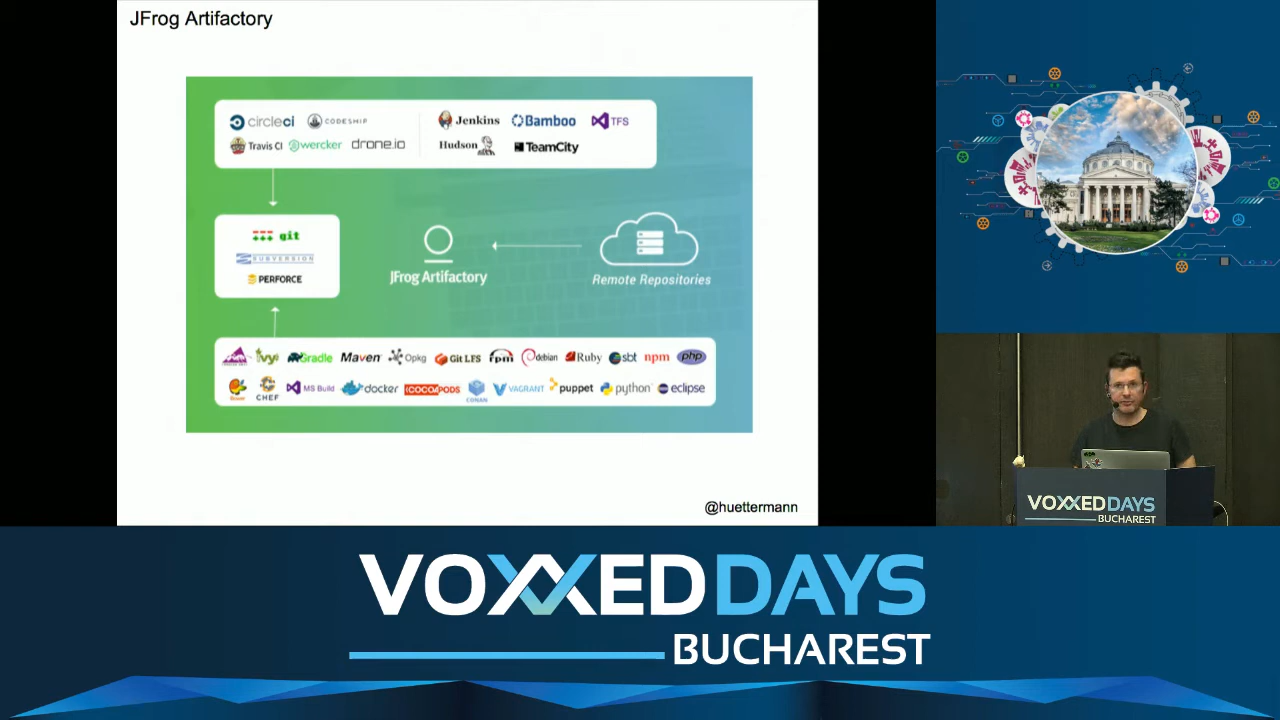 JFrog Artifactory
circleci CODESHIP Jenkins Bamboo TFS
Travis CI wercker drone.io Hudson TeamCity
git
SUBVERSION
PERFORCE
JFrog Artifactory
Remote Repositories
ivy Gradle Maven Opkg Git LFS rpm debian Ruby sbt npm php
Bower CHEF MS Build docker COCOAPODS CONAN VAGRANT puppet python eclipse
@huettermann
VOXXED DAYS
BUCHAREST
VOXXED DAYS
BUCHAREST